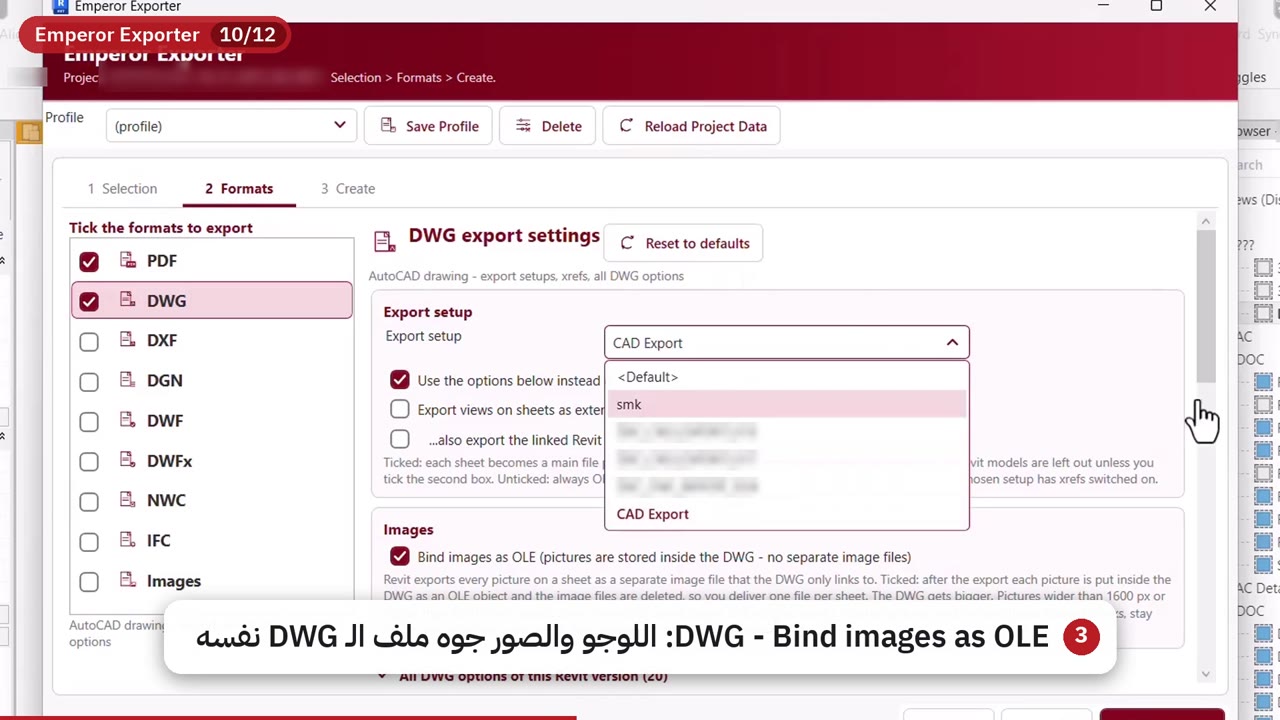 Emperor Exporter
Emperor Exporter 10/12
Emperor Exporter
Selection > Formats > Create.
Profile
(profile)
Save Profile
Delete
Reload Project Data
1 Selection
2 Formats
3 Create
Tick the formats to export
PDF
DWG
DXF
DGN
DWF
DWFx
NWC
IFC
Images
DWG export settings
Reset to defaults
AutoCAD drawing - export setups, xrefs, all DWG options
Export setup
Export setup
CAD Export
<Default>
smk
CAD Export
Use the options below instead
Export views on sheets as
...also export the linked Revit
Ticked: each sheet becomes a main file
models are left out unless you
tick the second box. Unticked: always
setup has xrefs switched on.
Images
Bind images as OLE (pictures are stored inside the DWG - no separate image files)
Revit exports every picture on a sheet as a separate image file that the DWG only links to. Ticked: after the export each picture is put inside the
DWG as an OLE object and the image files are deleted, so you deliver one file per sheet. The DWG gets bigger. Pictures wider than 1600 px or
stay
AutoCAD
options
All DWG options of this Revit version (20)
3 DWG - Bind images as OLE: اللوجو والصور جوه ملف الـ DWG نفسه